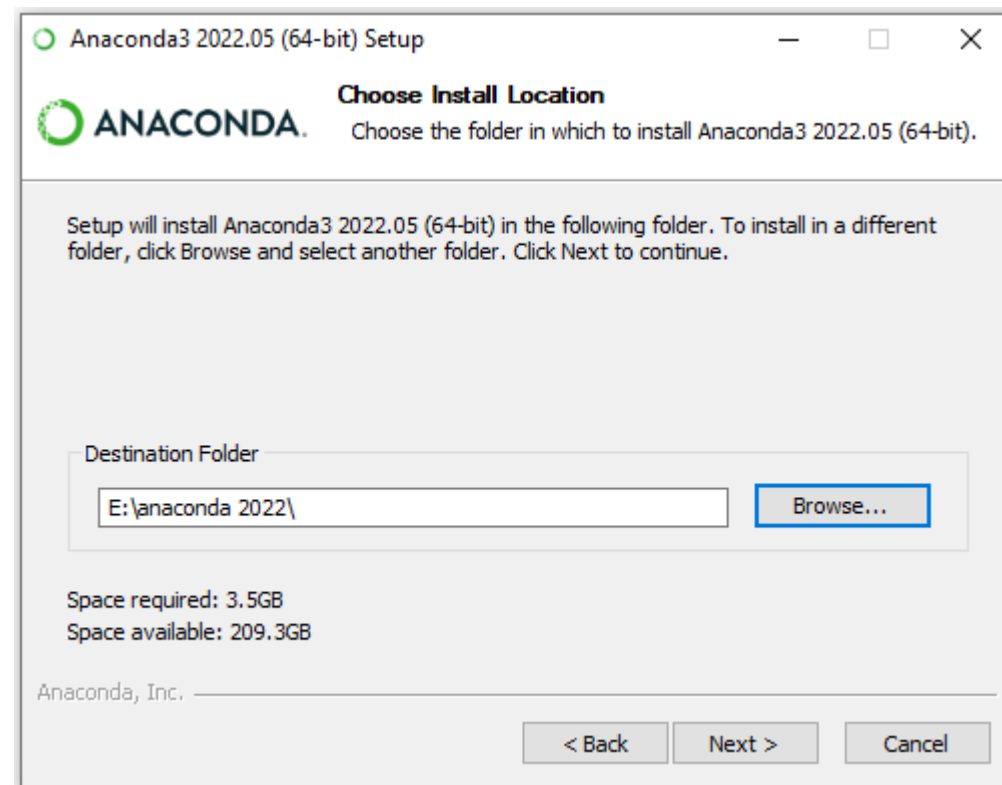 Anaconda3 2022.05 (64-bit) Setup
ANACONDA.
Choose Install Location
Choose the folder in which to install Anaconda3 2022.05 (64-bit).
Setup will install Anaconda3 2022.05 (64-bit) in the following folder. To install in a different
folder, click Browse and select another folder. Click Next to continue.
Destination Folder
E:\anaconda 2022\
Browse...
Space required: 3.5GB
Space available: 209.3GB
Anaconda, Inc.
< Back
Next >
Cancel